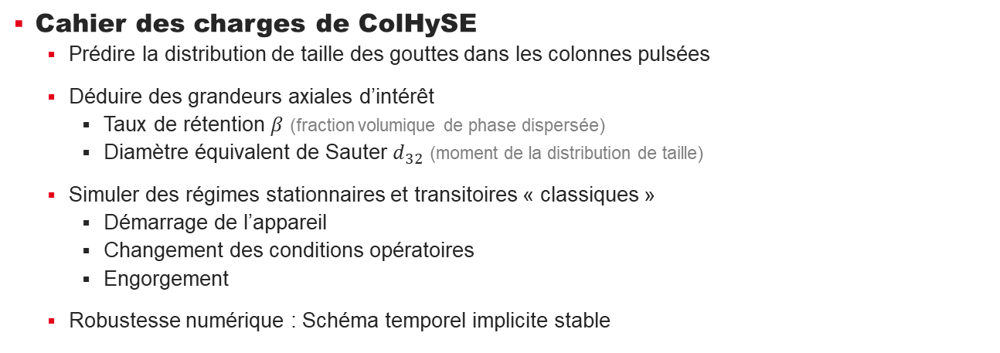 ▪ Cahier des charges de ColHySE
▪ Prédire la distribution de taille des gouttes dans les colonnes pulsées
▪ Déduire des grandeurs axiales d’intérêt
▪ Taux de rétention β (fraction volumique de phase dispersée)
▪ Diamètre équivalent de Sauter d₃₂ (moment de la distribution de taille)
▪ Simuler des régimes stationnaires et transitoires « classiques »
▪ Démarrage de l’appareil
▪ Changement des conditions opératoires
▪ Engorgement
▪ Robustesse numérique : Schéma temporel implicite stable